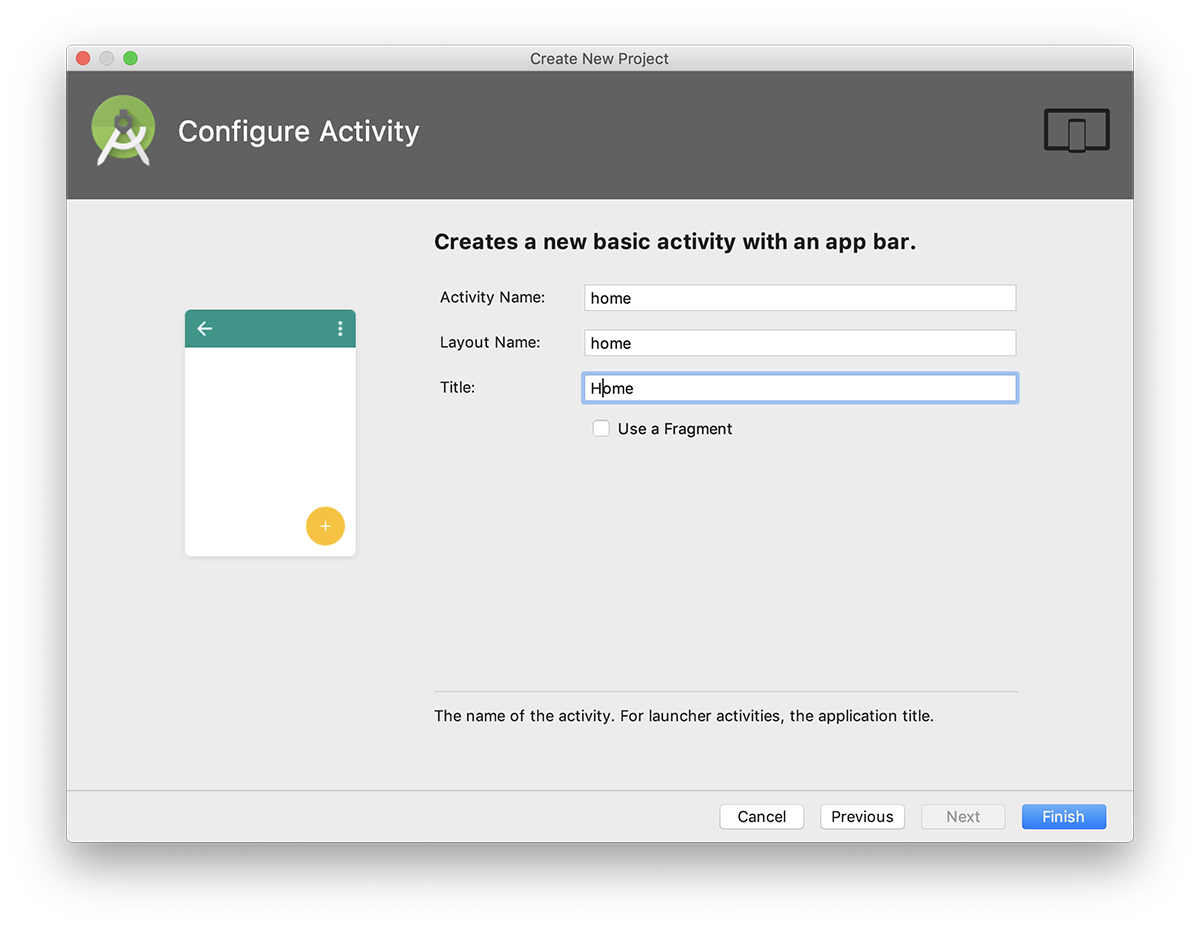 Create New Project
Configure Activity
Creates a new basic activity with an app bar.
Activity Name: home
Layout Name: home
Title: Home
Use a Fragment
The name of the activity. For launcher activities, the application title.
Cancel Previous Next Finish